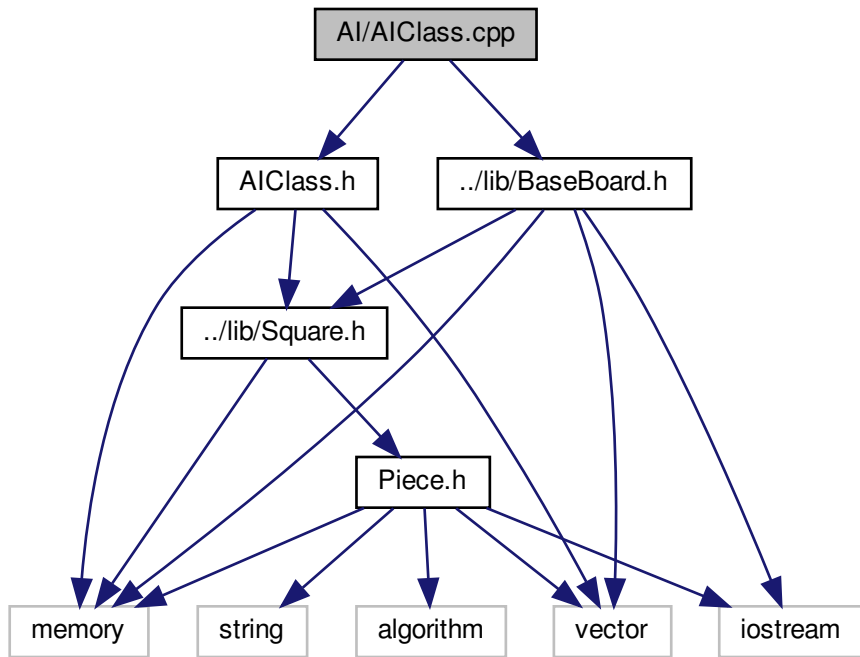 AI/AIClass.cpp
AIClass.h
../lib/BaseBoard.h
../lib/Square.h
Piece.h
memory
string
algorithm
vector
iostream